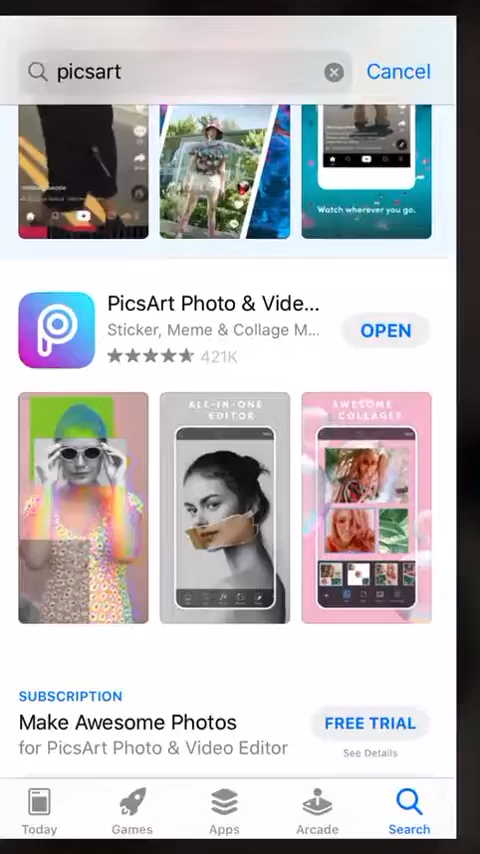 picsart
Cancel
Watch wherever you go.
PicsArt Photo & Vide...
Sticker, Meme & Collage M...
OPEN
421K
ALL-IN-ONE
EDITOR
AWESOME
COLLAGES
SUBSCRIPTION
Make Awesome Photos
FREE TRIAL
for PicsArt Photo & Video Editor
See Details
Today
Games
Apps
Arcade
Search